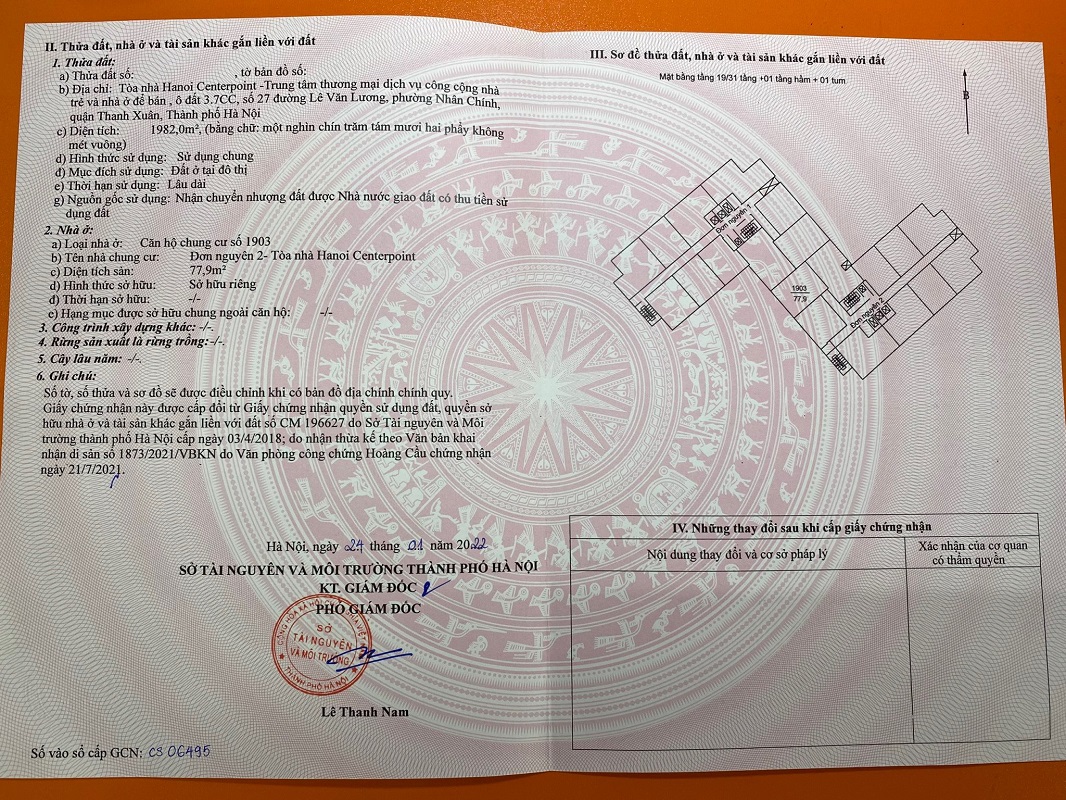 II. Thửa đất, nhà ở và tài sản khác gắn liền với đất
1. Thửa đất:
a) Thửa đất số: , tờ bản đồ số:
b) Địa chỉ: Tòa nhà Hanoi Centerpoint -Trung tâm thương mại dịch vụ công cộng nhà
trẻ và nhà ở để bán , ô đất 3.7CC, số 27 đường Lê Văn Lương, phường Nhân Chính,
quận Thanh Xuân, Thành phố Hà Nội
c) Diện tích: 1982,0m², (bằng chữ: một nghìn chín trăm tám mươi hai phẩy không
mét vuông)
d) Hình thức sử dụng: Sử dụng chung
đ) Mục đích sử dụng: Đất ở tại đô thị
e) Thời hạn sử dụng: Lâu dài
g) Nguồn gốc sử dụng: Nhận chuyển nhượng đất được Nhà nước giao đất có thu tiền sử
dụng đất
2. Nhà ở:
a) Loại nhà ở: Căn hộ chung cư số 1903
b) Tên nhà chung cư: Đơn nguyên 2- Tòa nhà Hanoi Centerpoint
c) Diện tích sàn: 77,9m²
d) Hình thức sở hữu: Sở hữu riêng
đ) Thời hạn sở hữu: -/-
e) Hạng mục được sở hữu chung ngoài căn hộ: -/-
3. Công trình xây dựng khác: -/-.
4. Rừng sản xuất là rừng trồng:-/-.
5. Cây lâu năm: -/-.
6. Ghi chú:
Số tờ, số thửa và sơ đồ sẽ được điều chỉnh khi có bản đồ địa chính chính quy.
Giấy chứng nhận này được cấp đổi từ Giấy chứng nhận quyền sử dụng đất, quyền sở
hữu nhà ở và tài sản khác gắn liền với đất số CM 196627 do Sở Tài nguyên và Môi
trường thành phố Hà Nội cấp ngày 03/4/2018; do nhận thừa kế theo Văn bản khai
nhận di sản số 1873/2021/VBKN do Văn phòng công chứng Hoàng Cầu chứng nhận
ngày 21/7/2021.
Hà Nội, ngày 24 tháng 01 năm 2022
SỞ TÀI NGUYÊN VÀ MÔI TRƯỜNG THÀNH PHỐ HÀ NỘI
KT. GIÁM ĐỐC
PHÓ GIÁM ĐỐC
SỞ
TÀI NGUYÊN
VÀ MÔI TRƯỜNG
THÀNH PHỐ HÀ NỘI
Lê Thanh Nam
Số vào sổ cấp GCN: CS 06495
III. Sơ đồ thửa đất, nhà ở và tài sản khác gắn liền với đất
Mặt bằng tầng 19/31 tầng +01 tầng hầm + 01 tum
B
Đơn nguyên 1
1903
77,9
Đơn nguyên 2
IV. Những thay đổi sau khi cấp giấy chứng nhận
Nội dung thay đổi và cơ sở pháp lý
Xác nhận của cơ quan
có thẩm quyền